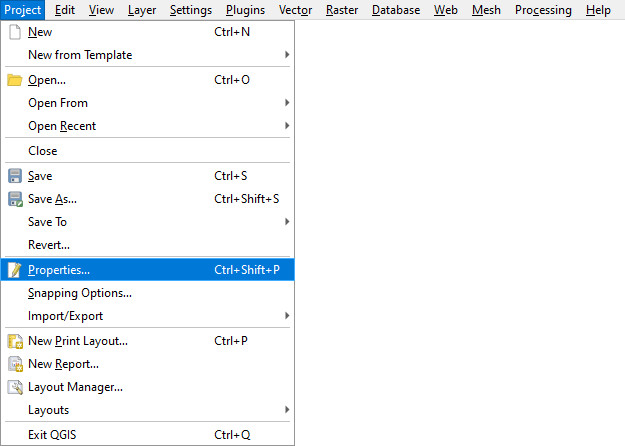 Project Edit View Layer Settings Plugins Vector Raster Database Web Mesh Processing Help
New Ctrl+N
New from Template
Open... Ctrl+O
Open From
Open Recent
Close
Save Ctrl+S
Save As... Ctrl+Shift+S
Save To
Revert...
Properties... Ctrl+Shift+P
Snapping Options...
Import/Export
New Print Layout... Ctrl+P
New Report...
Layout Manager...
Layouts
Exit QGIS Ctrl+Q